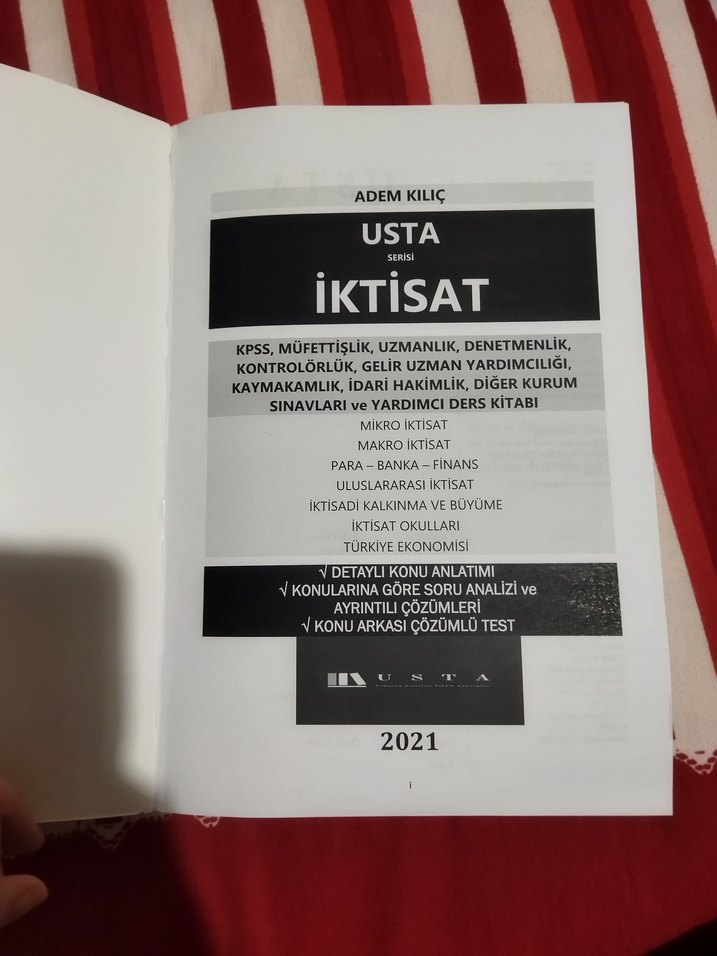 ADEM KILIÇ
USTA
SERİSİ
İKTİSAT
KPSS, MÜFETTİŞLİK, UZMANLIK, DENETMENLİK,
KONTROLÖRLÜK, GELİR UZMAN YARDIMCILIĞI,
KAYMAKAMLIK, İDARİ HAKİMLİK, DİĞER KURUM
SINAVLARI ve YARDIMCI DERS KİTABI
MİKRO İKTİSAT
MAKRO İKTİSAT
PARA – BANKA – FİNANS
ULUSLARARASI İKTİSAT
İKTİSADİ KALKINMA VE BÜYÜME
İKTİSAT OKULLARI
TÜRKİYE EKONOMİSİ
√ DETAYLI KONU ANLATIMI
√ KONULARINA GÖRE SORU ANALİZİ ve
AYRINTILI ÇÖZÜMLERİ
√ KONU ARKASI ÇÖZÜMLÜ TEST
USTA
2021
i